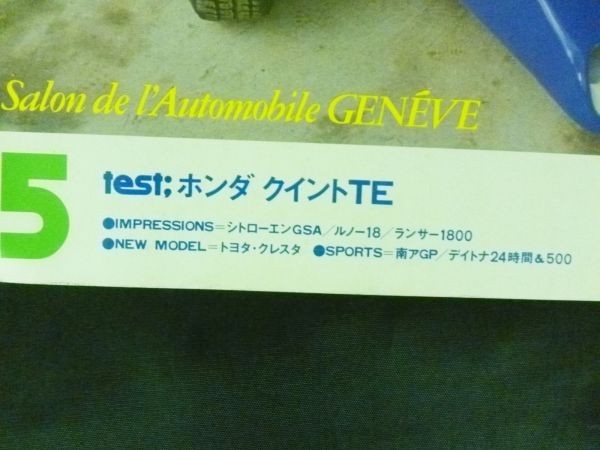 Salon de l'Automobile GENÉVE
5
test; ホンダ クイントTE
●IMPRESSIONS=シトローエンGSA/ルノー18/ランサー1800
●NEW MODEL=トヨタ・クレスタ ●SPORTS=南アGP/デイトナ24時間&500